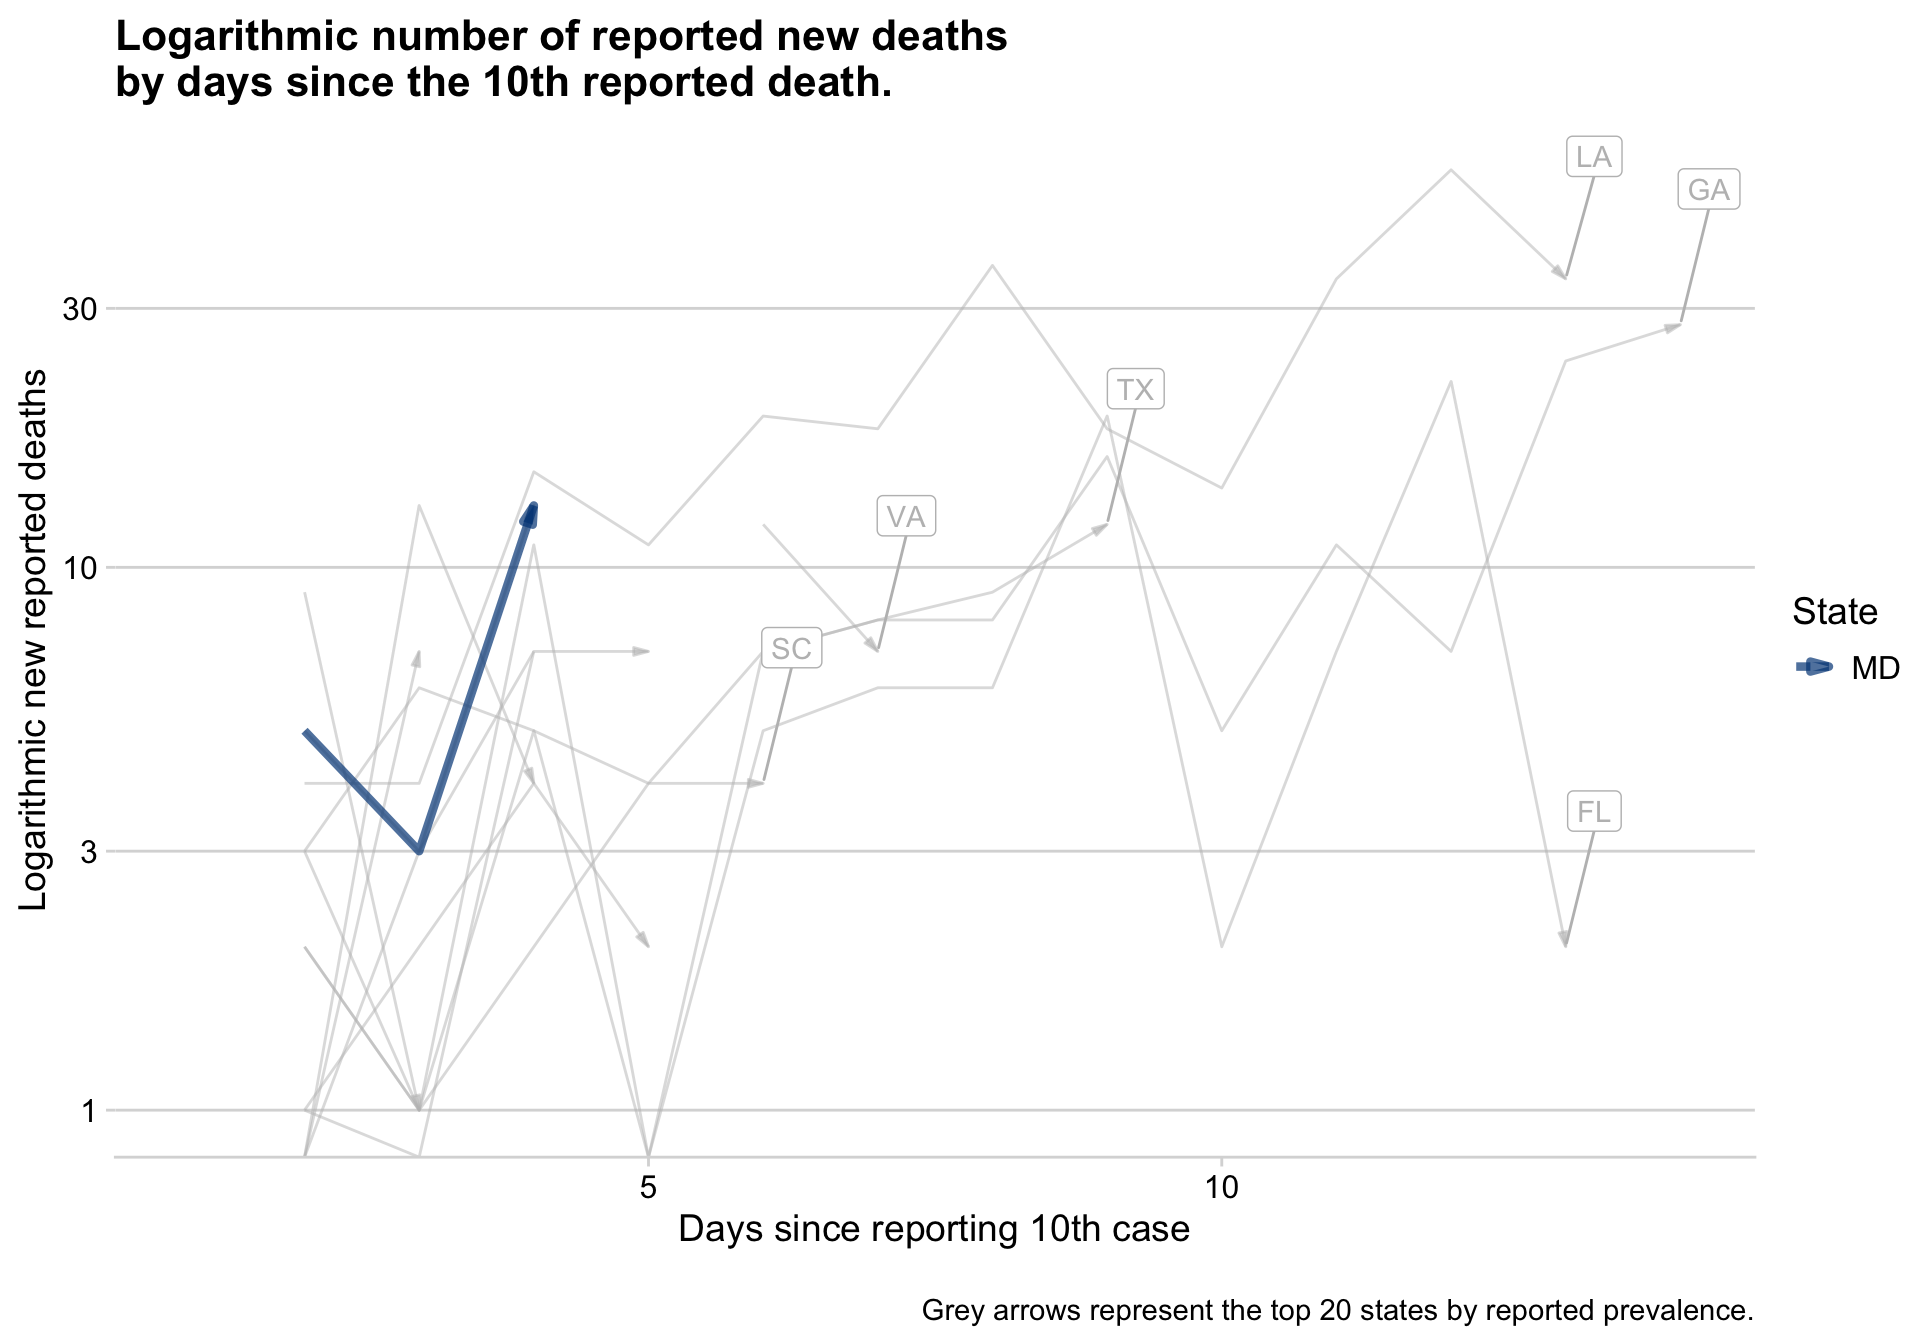 Logarithmic number of reported new deaths
by days since the 10th reported death.
LA
GA
30
TX
VA
10
SC
FL
3
1
Logarithmic new reported deaths
State
MD
5
10
Days since reporting 10th case
Grey arrows represent the top 20 states by reported prevalence.